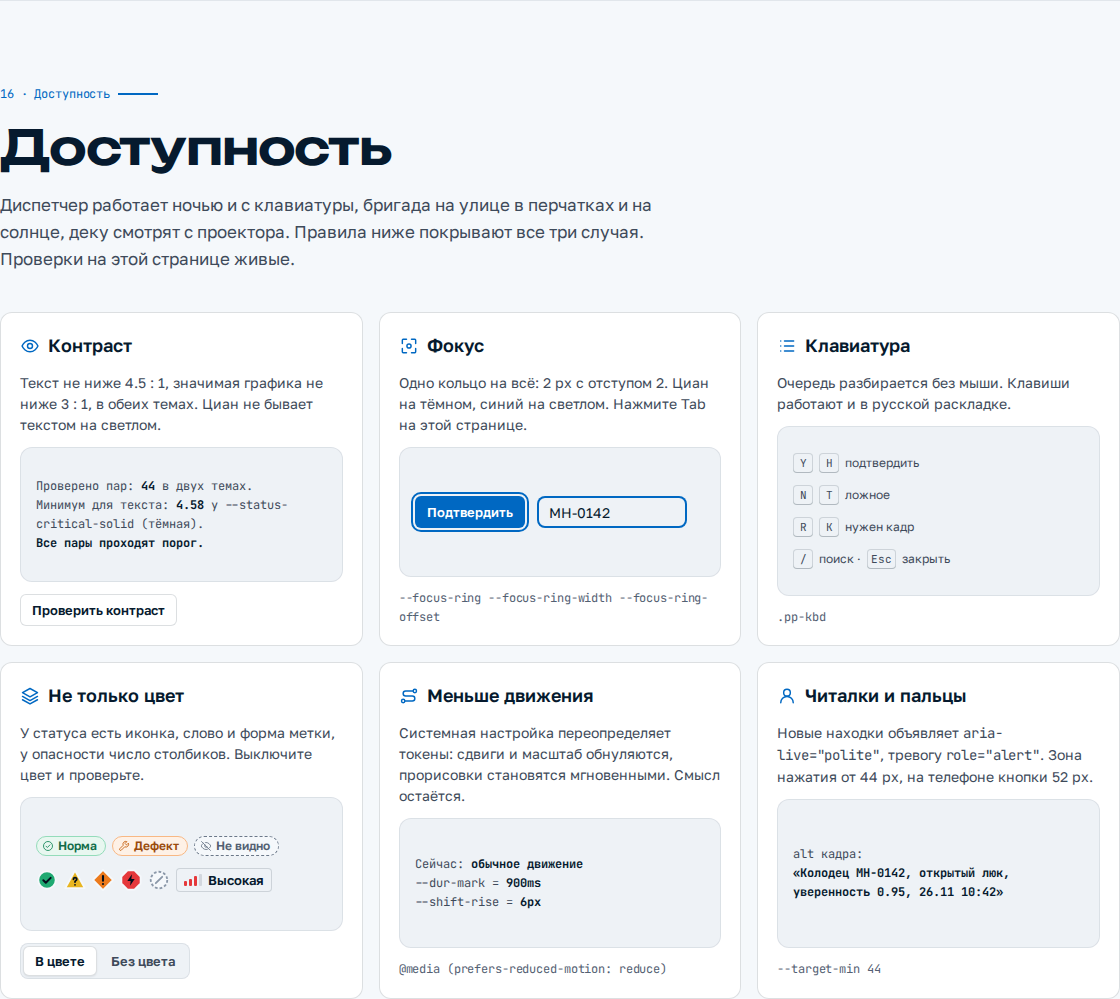 16 · Доступность
Доступность
Диспетчер работает ночью и с клавиатуры, бригада на улице в перчатках и на
солнце, деку смотрят с проектора. Правила ниже покрывают все три случая.
Проверки на этой странице живые.
Контраст
Текст не ниже 4.5 : 1, значимая графика не
ниже 3 : 1, в обеих темах. Циан не бывает
текстом на светлом.
Проверено пар: 44 в двух темах.
Минимум для текста: 4.58 у --status-
critical-solid (тёмная).
Все пары проходят порог.
Проверить контраст
Фокус
Одно кольцо на всё: 2 px с отступом 2. Циан
на тёмном, синий на светлом. Нажмите Tab
на этой странице.
Подтвердить
МН-0142
--focus-ring --focus-ring-width --focus-ring-
offset
Клавиатура
Очередь разбирается без мыши. Клавиши
работают и в русской раскладке.
Y Н подтвердить
N Т ложное
R К нужен кадр
/ поиск · Esc закрыть
.pp-kbd
Не только цвет
У статуса есть иконка, слово и форма метки,
у опасности число столбиков. Выключите
цвет и проверьте.
Норма Дефект Не видно
Высокая
В цвете Без цвета
Меньше движения
Системная настройка переопределяет
токены: сдвиги и масштаб обнуляются,
прорисовки становятся мгновенными. Смысл
остаётся.
Сейчас: обычное движение
--dur-mark = 900ms
--shift-rise = 6px
@media (prefers-reduced-motion: reduce)
Читалки и пальцы
Новые находки объявляет aria-
live="polite", тревогу role="alert". Зона
нажатия от 44 px, на телефоне кнопки 52 px.
alt кадра:
«Колодец МН-0142, открытый люк,
уверенность 0.95, 26.11 10:42»
--target-min 44